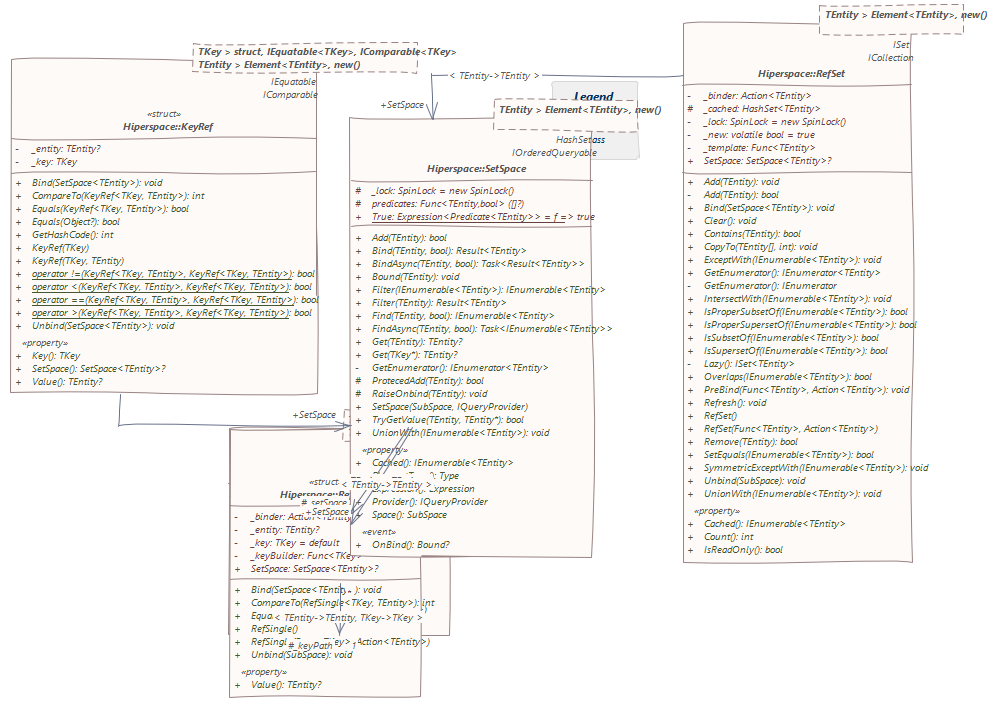 TKey > struct, IEquatable<TKey>, IComparable<TKey>
TEntity > Element<TEntity>, new()
IEquatable
IComparable
«struct»
Hiperspace::KeyRef
- _entity: TEntity?
- _key: TKey
+ Bind(SetSpace<TEntity>): void
+ CompareTo(KeyRef<TKey, TEntity>): int
+ Equals(KeyRef<TKey, TEntity>): bool
+ Equals(Object?): bool
+ GetHashCode(): int
+ KeyRef(TKey)
+ KeyRef(TKey, TEntity)
+ operator !=(KeyRef<TKey, TEntity>, KeyRef<TKey, TEntity>): bool
+ operator <(KeyRef<TKey, TEntity>, KeyRef<TKey, TEntity>): bool
+ operator ==(KeyRef<TKey, TEntity>, KeyRef<TKey, TEntity>): bool
+ operator >(KeyRef<TKey, TEntity>, KeyRef<TKey, TEntity>): bool
+ Unbind(SetSpace<TEntity>): void
«property»
+ Key(): TKey
+ SetSpace(): SetSpace<TEntity>?
+ Value(): TEntity?
< TEntity->TEntity >
+SetSpace
Legend
TEntity > Element<TEntity>, new()
HashSet
ass
IOrderedQueryable
Hiperspace::SetSpace
# _lock: SpinLock = new SpinLock()
# predicates: Func<TEntity,bool> ([]?)
+ True: Expression<Predicate<TEntity>> = f => true
+ Add(TEntity): bool
+ Bind(TEntity, bool): Result<TEntity>
+ BindAsync(TEntity, bool): Task<Result<TEntity>>
+ Bound(TEntity): void
+ Filter(IEnumerable<TEntity>): IEnumerable<TEntity>
+ Filter(TEntity): Result<TEntity>
+ Find(TEntity, bool): IEnumerable<TEntity>
+ FindAsync(TEntity, bool): Task<IEnumerable<TEntity>>
+ Get(TEntity): TEntity?
+ Get(TKey*): TEntity?
- GetEnumerator(): IEnumerator<TEntity>
# ProtecedAdd(TEntity): bool
# RaiseOnbind(TEntity): void
+ SetSpace(SubSpace, IQueryProvider)
+ TryGetValue(TEntity, TEntity*): bool
+ UnionWith(IEnumerable<TEntity>): void
«property»
+ Cached(): IEnumerable<TEntity>
Type
Expression
+ Provider(): IQueryProvider
+ Space(): SubSpace
«event»
+ OnBind(): Bound?
TEntity > Element<TEntity>, new()
ISet
ICollection
Hiperspace::RefSet
- _binder: Action<TEntity>
# _cached: HashSet<TEntity>
- _lock: SpinLock = new SpinLock()
- _new: volatile bool = true
- _template: Func<TEntity>
+ SetSpace: SetSpace<TEntity>?
+ Add(TEntity): void
- Add(TEntity): bool
+ Bind(SetSpace<TEntity>): void
+ Clear(): void
+ Contains(TEntity): bool
+ CopyTo(TEntity[], int): void
+ ExceptWith(IEnumerable<TEntity>): void
+ GetEnumerator(): IEnumerator<TEntity>
- GetEnumerator(): IEnumerator
+ IntersectWith(IEnumerable<TEntity>): void
+ IsProperSubsetOf(IEnumerable<TEntity>): bool
+ IsProperSupersetOf(IEnumerable<TEntity>): bool
+ IsSubsetOf(IEnumerable<TEntity>): bool
+ IsSupersetOf(IEnumerable<TEntity>): bool
- Lazy(): ISet<TEntity>
+ Overlaps(IEnumerable<TEntity>): bool
+ PreBind(Func<TEntity>, Action<TEntity>): void
+ Refresh(): void
+ RefSet()
+ RefSet(Func<TEntity>, Action<TEntity>)
+ Remove(TEntity): bool
+ SetEquals(IEnumerable<TEntity>): bool
+ SymmetricExceptWith(IEnumerable<TEntity>): void
+ Unbind(SubSpace): void
+ UnionWith(IEnumerable<TEntity>): void
«property»
+ Cached(): IEnumerable<TEntity>
+ Count(): int
+ IsReadOnly(): bool
+SetSpace
«struct
< TEntity->TEntity >
Hiperspace::Re
# setSpace
+SetSpace
- _binder: Action<TEntity
- _entity: TEntity?
- _key: TKey = default
- _keyBuilder: Func<TKey>
+ SetSpace: SetSpace<TEntity>?
+ Bind(SetSpace<TEntity>): void
+ CompareTo(RefSingle<TKey, TEntity>): int
+ Equa
< TEntity->TEntity, TKey->TKey >
+ RefSingle()
+ RefSingl
TKey>, Action<TEntity>)
#_keyPath
1
+ Unbind(SubSpace): void
«property»
+ Value(): TEntity?